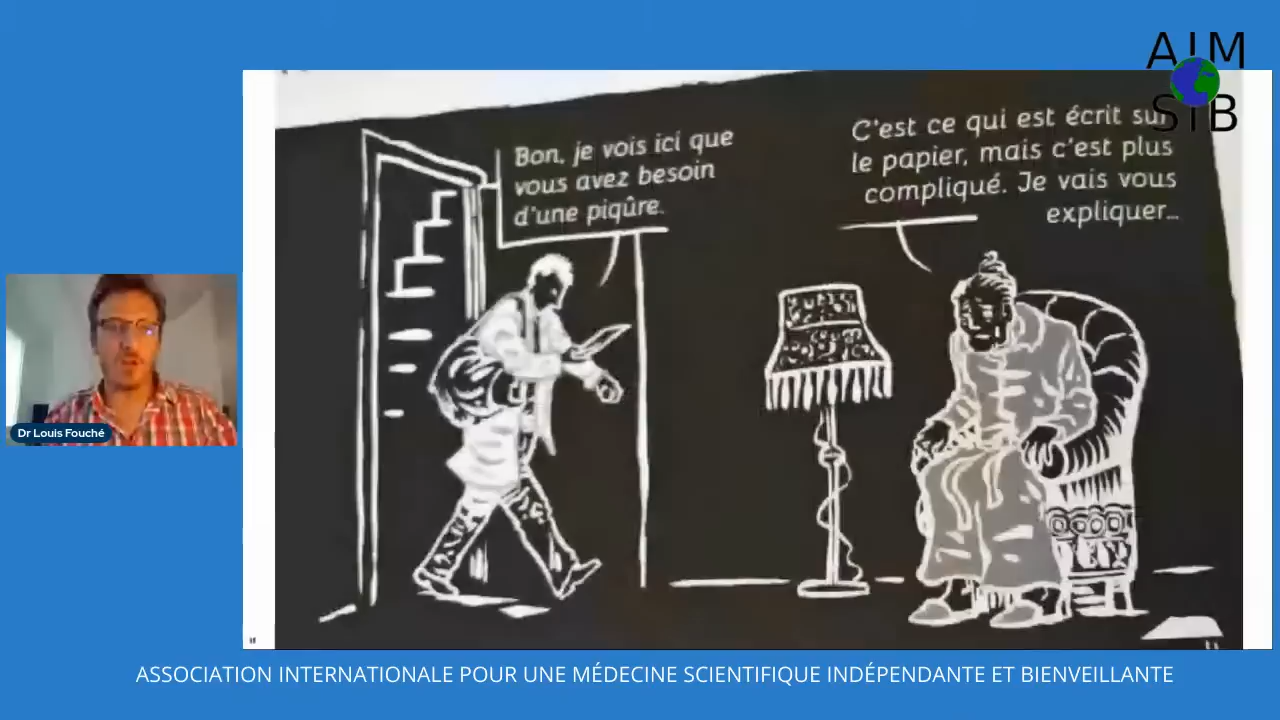 AIM
SIB
Bon, je vois ici que
vous avez besoin
d'une piqûre.
C'est ce qui est écrit sur
le papier, mais c'est plus
compliqué. Je vais vous
expliquer...
Dr Louis Fouché
ASSOCIATION INTERNATIONALE POUR UNE MÉDECINE SCIENTIFIQUE INDÉPENDANTE ET BIENVEILLANTE